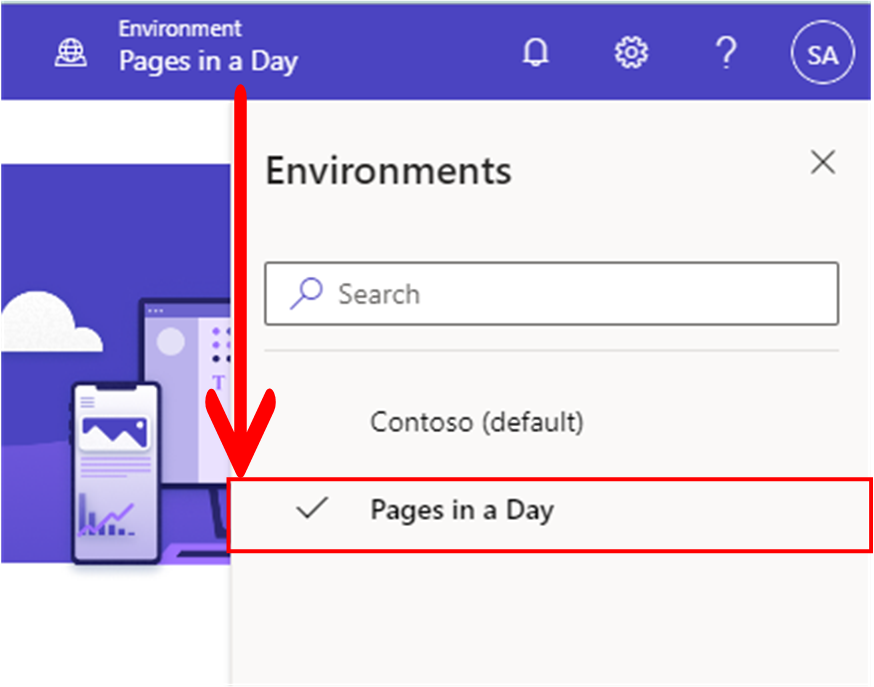 Environment
Pages in a Day
?
SA
Environments
Search
T
Contoso (default)
Pages in a Day